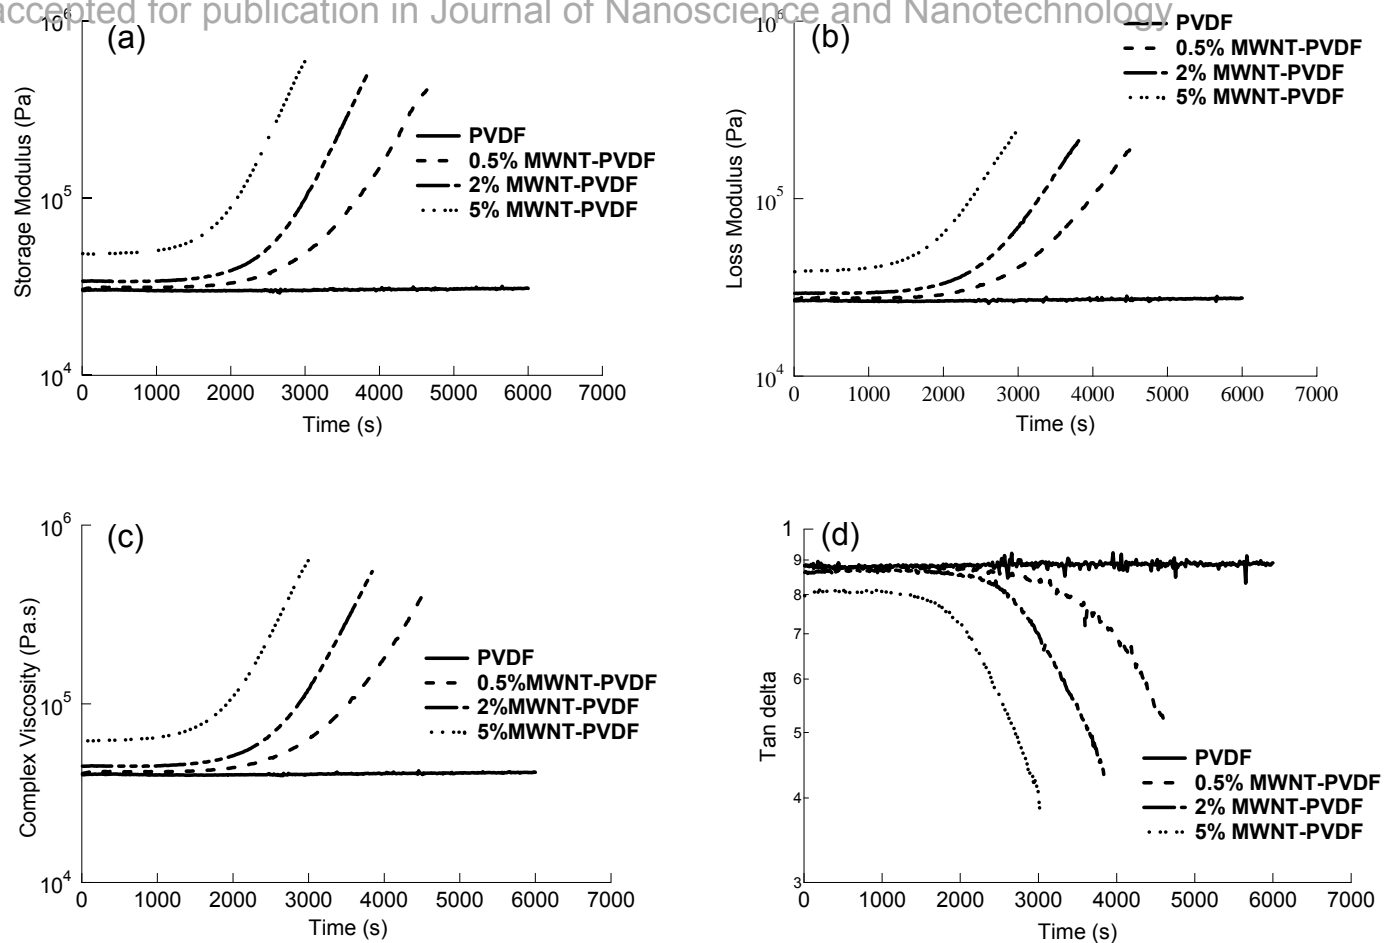 accepted for publication in Journal of Nanoscience and Nanotechnology
(a)
10^6
10^5
10^4
Storage Modulus (Pa)
PVDF
0.5% MWNT-PVDF
2% MWNT-PVDF
5% MWNT-PVDF
0 1000 2000 3000 4000 5000 6000 7000
Time (s)
(b)
10^6
10^5
10^4
Loss Modulus (Pa)
PVDF
0.5% MWNT-PVDF
2% MWNT-PVDF
5% MWNT-PVDF
0 1000 2000 3000 4000 5000 6000 7000
Time (s)
(c)
10^6
10^5
10^4
Complex Viscosity (Pa.s)
PVDF
0.5%MWNT-PVDF
2%MWNT-PVDF
5%MWNT-PVDF
0 1000 2000 3000 4000 5000 6000 7000
Time (s)
(d)
1
9
8
7
6
5
4
3
Tan delta
PVDF
0.5% MWNT-PVDF
2% MWNT-PVDF
5% MWNT-PVDF
0 1000 2000 3000 4000 5000 6000 7000
Time (s)